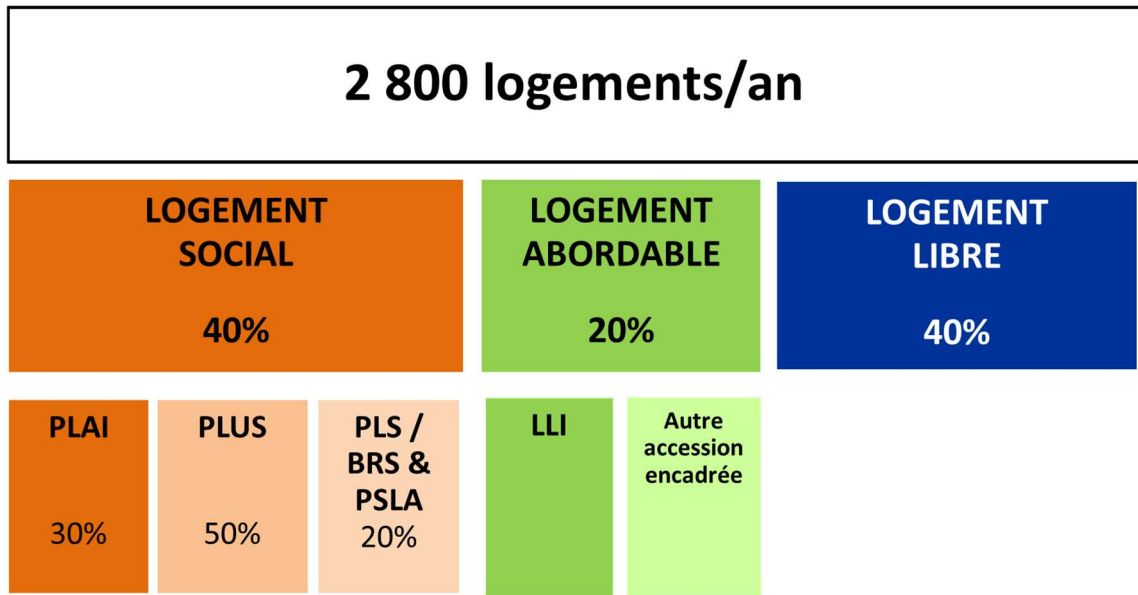 2 800 logements/an
LOGEMENT
SOCIAL
40%
LOGEMENT
ABORDABLE
20%
LOGEMENT
LIBRE
40%
PLAI
30%
PLUS
50%
PLS /
BRS &
PSLA
20%
LLI
Autre
accession
encadrée